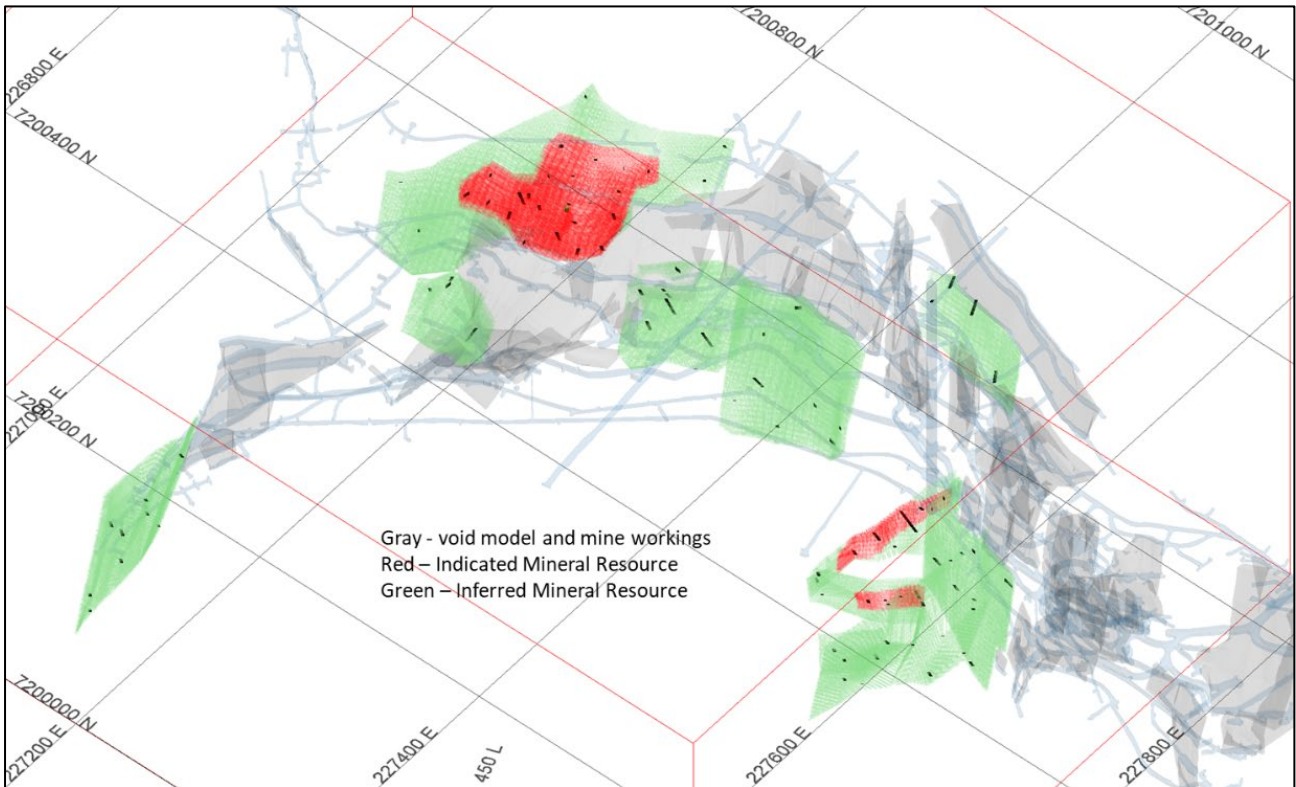 7200800 N
7201000 N
226800 E
7200400 N
7200200 N
Gray - void model and mine workings
Red – Indicated Mineral Resource
Green – Inferred Mineral Resource
7200000 N
227200 E
227400 E
450 L
227600 E
227800 E